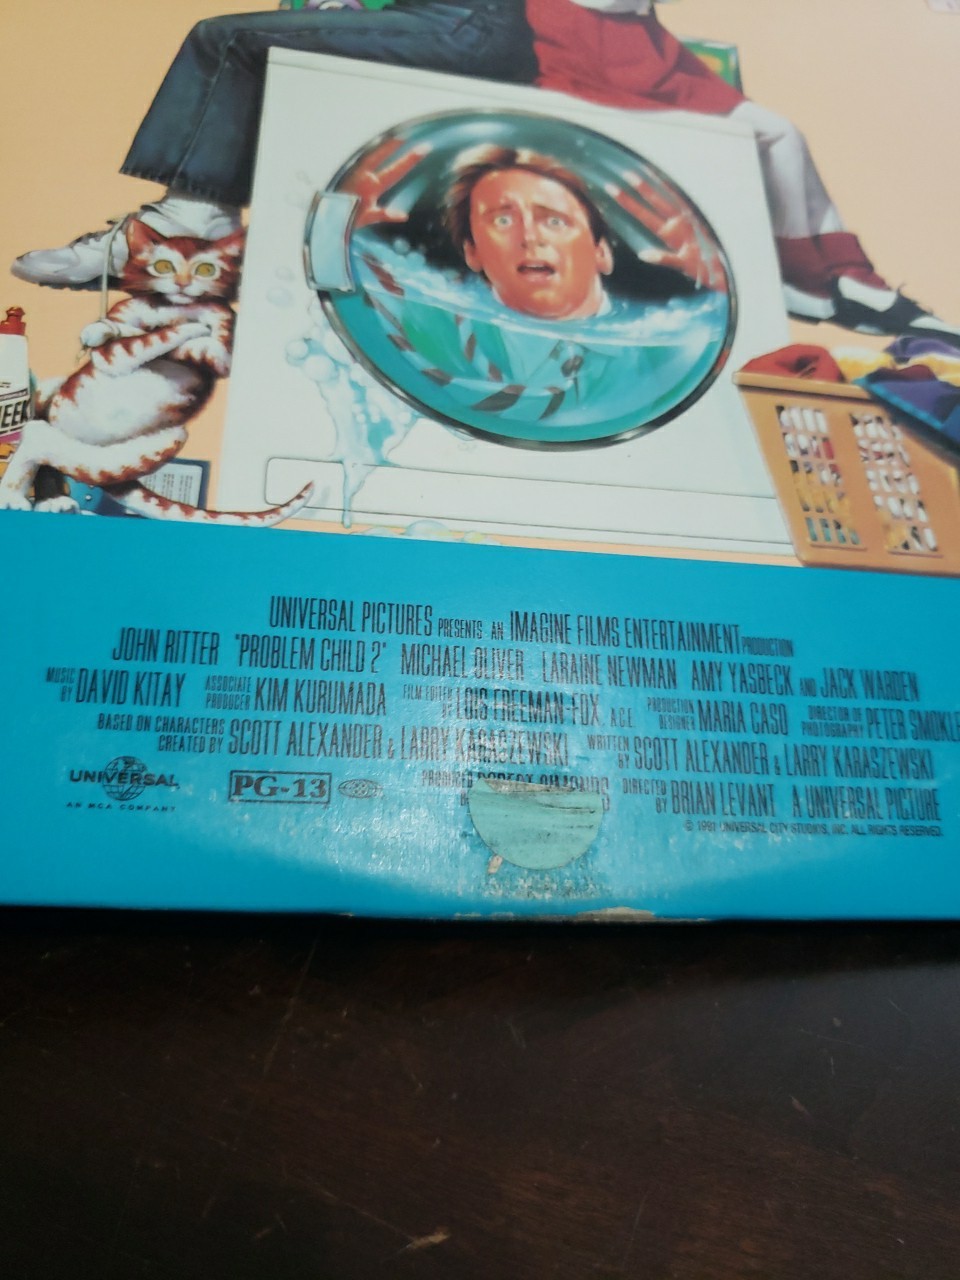 UNIVERSAL PICTURES PRESENTS AN IMAGINE FILMS ENTERTAINMENT PRODUCTION
JOHN RITTER "PROBLEM CHILD 2" MICHAEL OLIVER LARAINE NEWMAN AMY YASBECK AND JACK WARDEN
MUSIC BY DAVID KITAY ASSOCIATE PRODUCER KIM KURUMADA FILM EDITOR LOIS FREEMAN-FOX, A.C.E. PRODUCTION DESIGNER MARIA CASO DIRECTOR OF PHOTOGRAPHY PETER
BASED ON CHARACTERS CREATED BY SCOTT ALEXANDER & LARRY KARASZEWSKI WRITTEN BY SCOTT ALEXANDER & LARRY KARASZEWSKI
UNIVERSAL
AN MCA COMPANY
PG-13
PRODUCED ROBERT DIRECTED BY BRIAN LEVANT A UNIVERSAL PICTURE
© 1991 UNIVERSAL CITY STUDIOS, INC. ALL RIGHTS RESERVED.